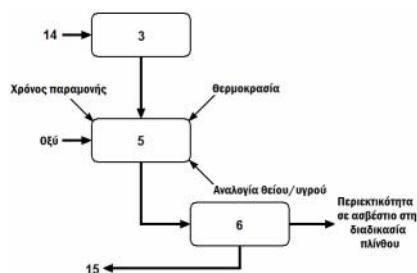 14
3
Χρόνος παραμονής
Θερμοκρασία
Οξύ
5
Αναλογία θείου/υγρού
6
Περιεκτικότητα
σε ασβέστιο στη
διαδικασία
πλίνθου
15